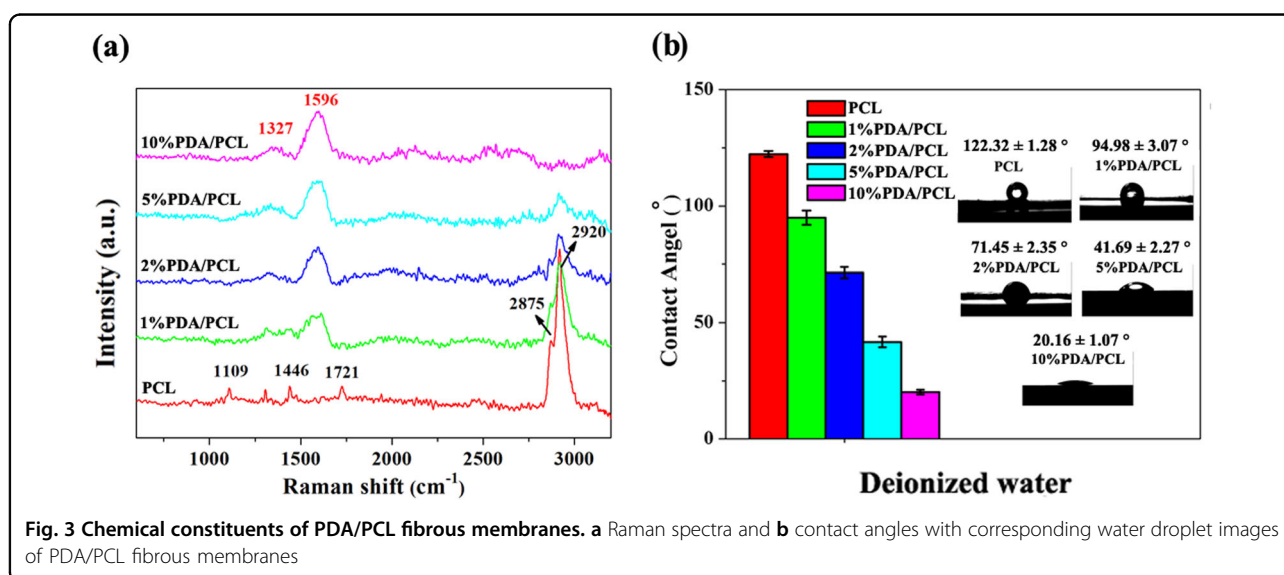 (a)
1596
1327
10%PDA/PCL
5%PDA/PCL
2920
2%PDA/PCL
2875
1%PDA/PCL
1109
1446
1721
PCL
Intensity (a.u.)
1000
1500
2000
2500
3000
Raman shift (cm⁻¹)
(b)
150
100
50
0
Contact Angel (°)
PCL
1%PDA/PCL
2%PDA/PCL
5%PDA/PCL
10%PDA/PCL
122.32 ± 1.28 °
PCL
94.98 ± 3.07 °
1%PDA/PCL
71.45 ± 2.35 °
2%PDA/PCL
41.69 ± 2.27 °
5%PDA/PCL
20.16 ± 1.07 °
10%PDA/PCL
Deionized water
Fig. 3 Chemical constituents of PDA/PCL fibrous membranes. a Raman spectra and b contact angles with corresponding water droplet images
of PDA/PCL fibrous membranes